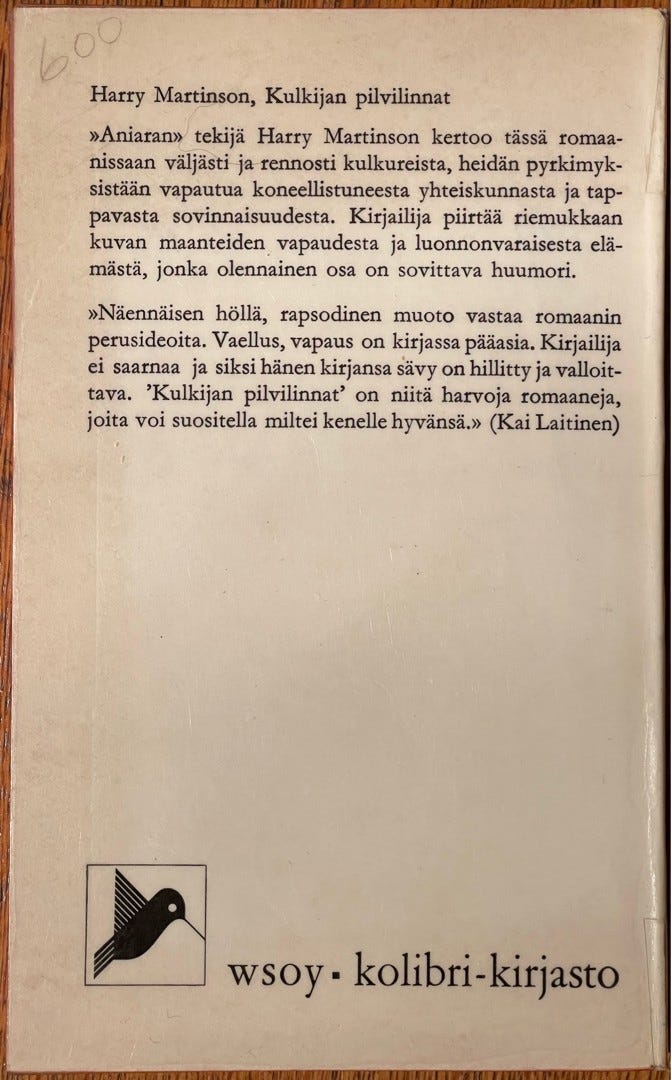 600
Harry Martinson, Kulkijan pilvilinnat
»Aniaran» tekijä Harry Martinson kertoo tässä romaa-
nissaan väljästi ja rennosti kulkureista, heidän pyrkimyk-
sistään vapautua koneellistuneesta yhteiskunnasta ja tap-
pavasta sovinnaisuudesta. Kirjailija piirtää riemukkaan
kuvan maanteiden vapaudesta ja luonnonvaraisesta elä-
mästä, jonka olennainen osa on sovittava huumori.
»Näennäisen höllä, rapsodinen muoto vastaa romaanin
perusideoita. Vaellus, vapaus on kirjassa pääasia. Kirjailija
ei saarnaa ja siksi hänen kirjansa sävy on hillitty ja valloit-
tava. 'Kulkijan pilvilinnat' on niitä harvoja romaaneja,
joita voi suositella miltei kenelle hyvänsä.» (Kai Laitinen)
wsoy ▪ kolibri-kirjasto